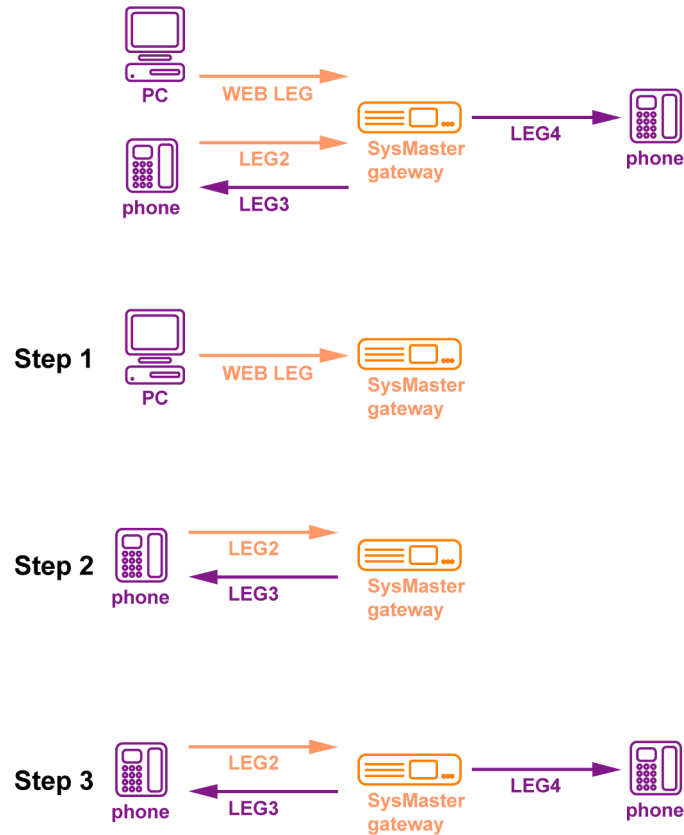 PC
WEB LEG
LEG2
LEG3
phone
SysMaster
gateway
LEG4
phone
Step 1
PC
WEB LEG
SysMaster
gateway
Step 2
phone
LEG2
LEG3
SysMaster
gateway
Step 3
phone
LEG2
LEG3
SysMaster
gateway
LEG4
phone